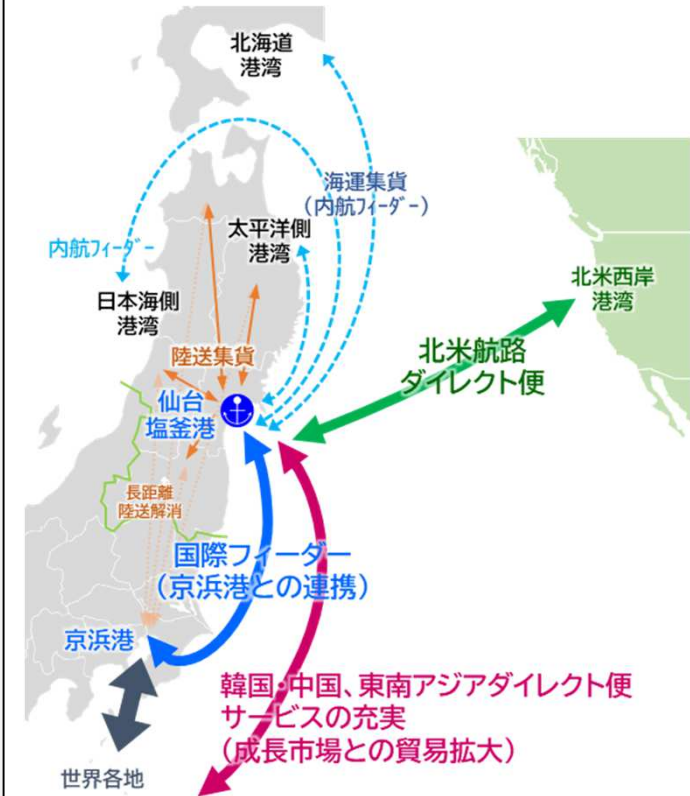 北海道
港湾
海運集貨
（内航ﾌｨｰﾀﾞｰ）
太平洋側
港湾
内航ﾌｨｰﾀﾞｰ
日本海側
港湾
北米西岸
港湾
陸送集貨
北米航路
ダイレクト便
仙台
塩釜港
長距離
陸送解消
国際フィーダー
（京浜港との連携）
京浜港
韓国・中国、東南アジアダイレクト便
サービスの充実
（成長市場との貿易拡大）
世界各地